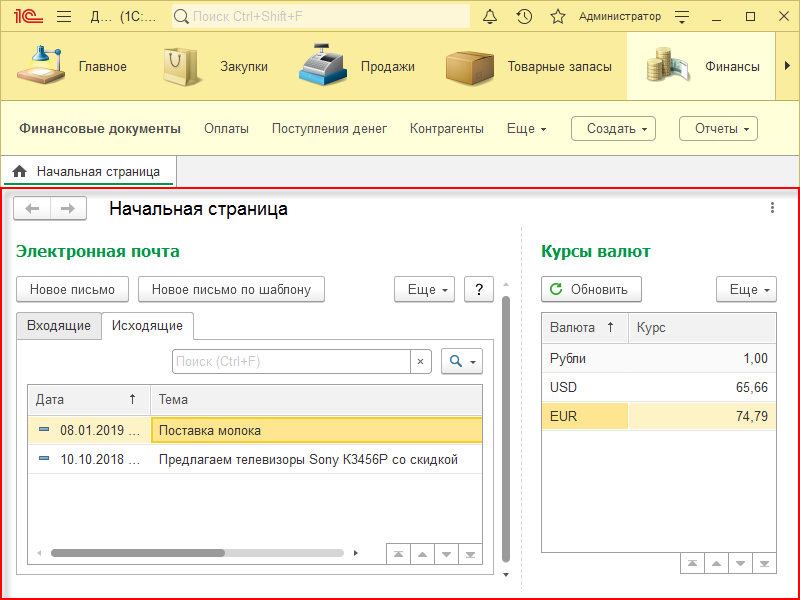 1С Д... (1С:... Поиск Ctrl+Shift+F Администратор
Главное Закупки Продажи Товарные запасы Финансы
Финансовые документы Оплаты Поступления денег Контрагенты Еще Создать Отчеты
Начальная страница
Начальная страница
Электронная почта
Новое письмо Новое письмо по шаблону Еще ?
Входящие Исходящие
Поиск (Ctrl+F) ×
Дата ↑ Тема
08.01.2019 ... Поставка молока
10.10.2018 ... Предлагаем телевизоры Sony K3456P со скидкой
Курсы валют
Обновить Еще
Валюта ↑ Курс
Рубли 1,00
USD 65,66
EUR 74,79